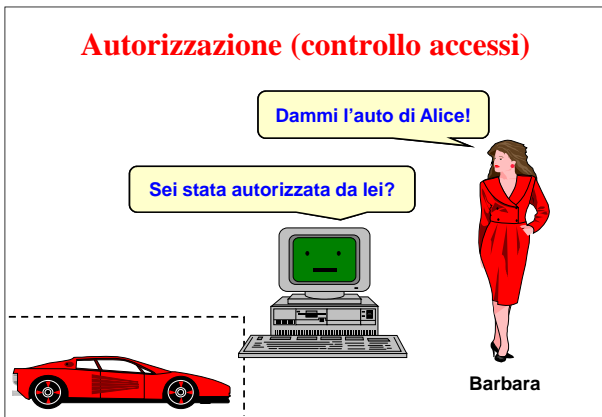 Autorizzazione (controllo accessi)
Dammi l'auto di Alice!
Sei stata autorizzata da lei?
Barbara